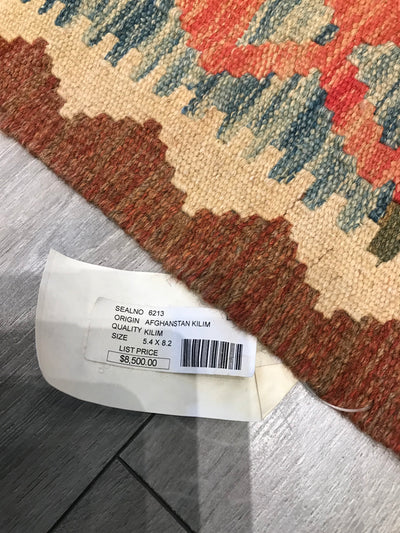 SEALNO 6213
ORIGIN AFGHANSTAN KILIM
QUALITY KILIM
SIZE 5.4 X 8.2
LIST PRICE
$8,500.00